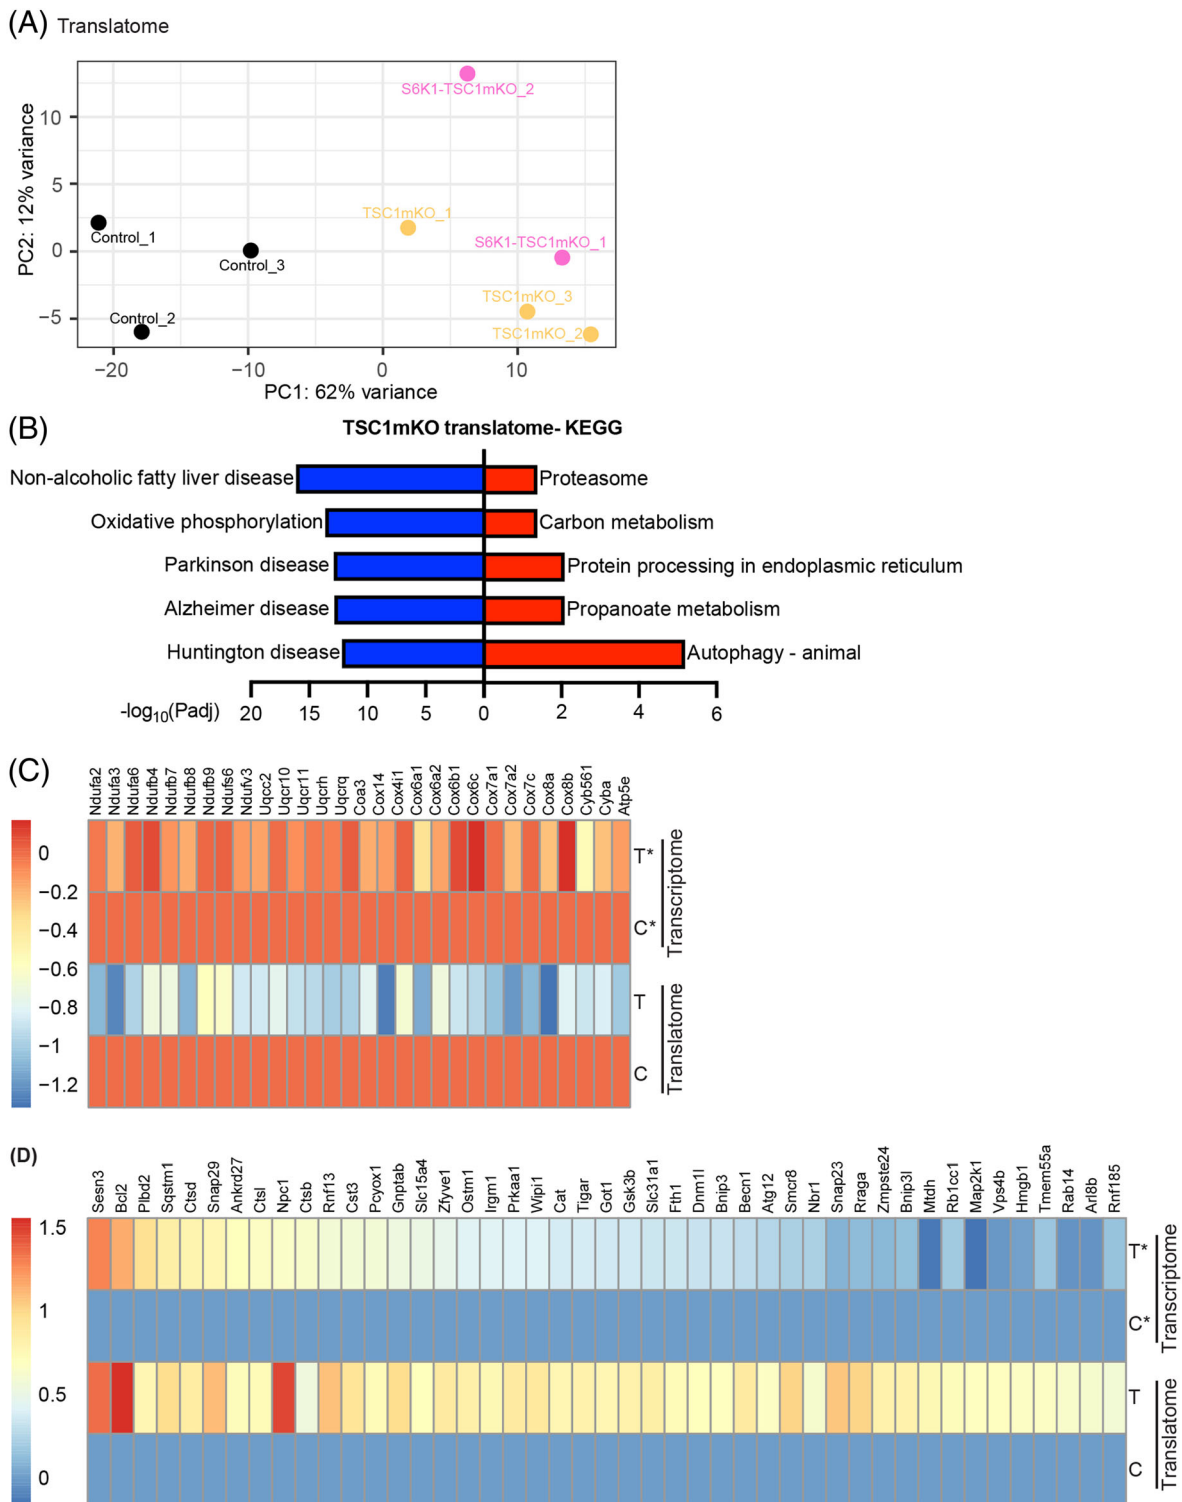 (A) Translatome
S6K1-TSC1mKO_2
TSC1mKO_1
Control_1
Control_3
S6K1-TSC1mKO_1
TSC1mKO_3
Control_2
TSC1mKO_2
10
5
0
−5
PC2: 12% variance
−20 −10 0 10
PC1: 62% variance
(B) TSC1mKO translatome- KEGG
Non-alcoholic fatty liver disease Proteasome
Oxidative phosphorylation Carbon metabolism
Parkinson disease Protein processing in endoplasmic reticulum
Alzheimer disease Propanoate metabolism
Huntington disease Autophagy - animal
-log10(Padj) 20 15 10 5 0 2 4 6
(C)
Ndufa2 Ndufa3 Ndufa6 Ndufb4 Ndufb7 Ndufb8 Ndufb9 Ndufs6 Ndufv3 Uqcc2 Uqcr10 Uqcr11 Uqcrh Uqcrq Coa3 Cox14 Cox4i1 Cox6a1 Cox6a2 Cox6b1 Cox6c Cox7a1 Cox7a2 Cox7c Cox8a Cox8b Cyb561 Cyba Atp5e
0
−0.2
−0.4
−0.6
−0.8
−1
−1.2
T*
C*
Transcriptome
T
C
Translatome
(D)
Sesn3 Bcl2 Plbd2 Sqstm1 Ctsd Snap29 Ankrd27 Ctsl Npc1 Ctsb Rnf13 Cst3 Pcyox1 Gnptab Slc15a4 Zfyve1 Ostm1 Irgm1 Prkaa1 Wipi1 Cat Tigar Got1 Gsk3b Slc31a1 Fth1 Dnm1l Bnip3 Becn1 Atg12 Smcr8 Nbr1 Snap23 Rraga Zmpste24 Bnip3l Mtdh Rb1cc1 Map2k1 Vps4b Hmgb1 Tmem55a Rab14 Arl8b Rnf185
1.5
1
0.5
0
T*
C*
Transcriptome
T
C
Translatome